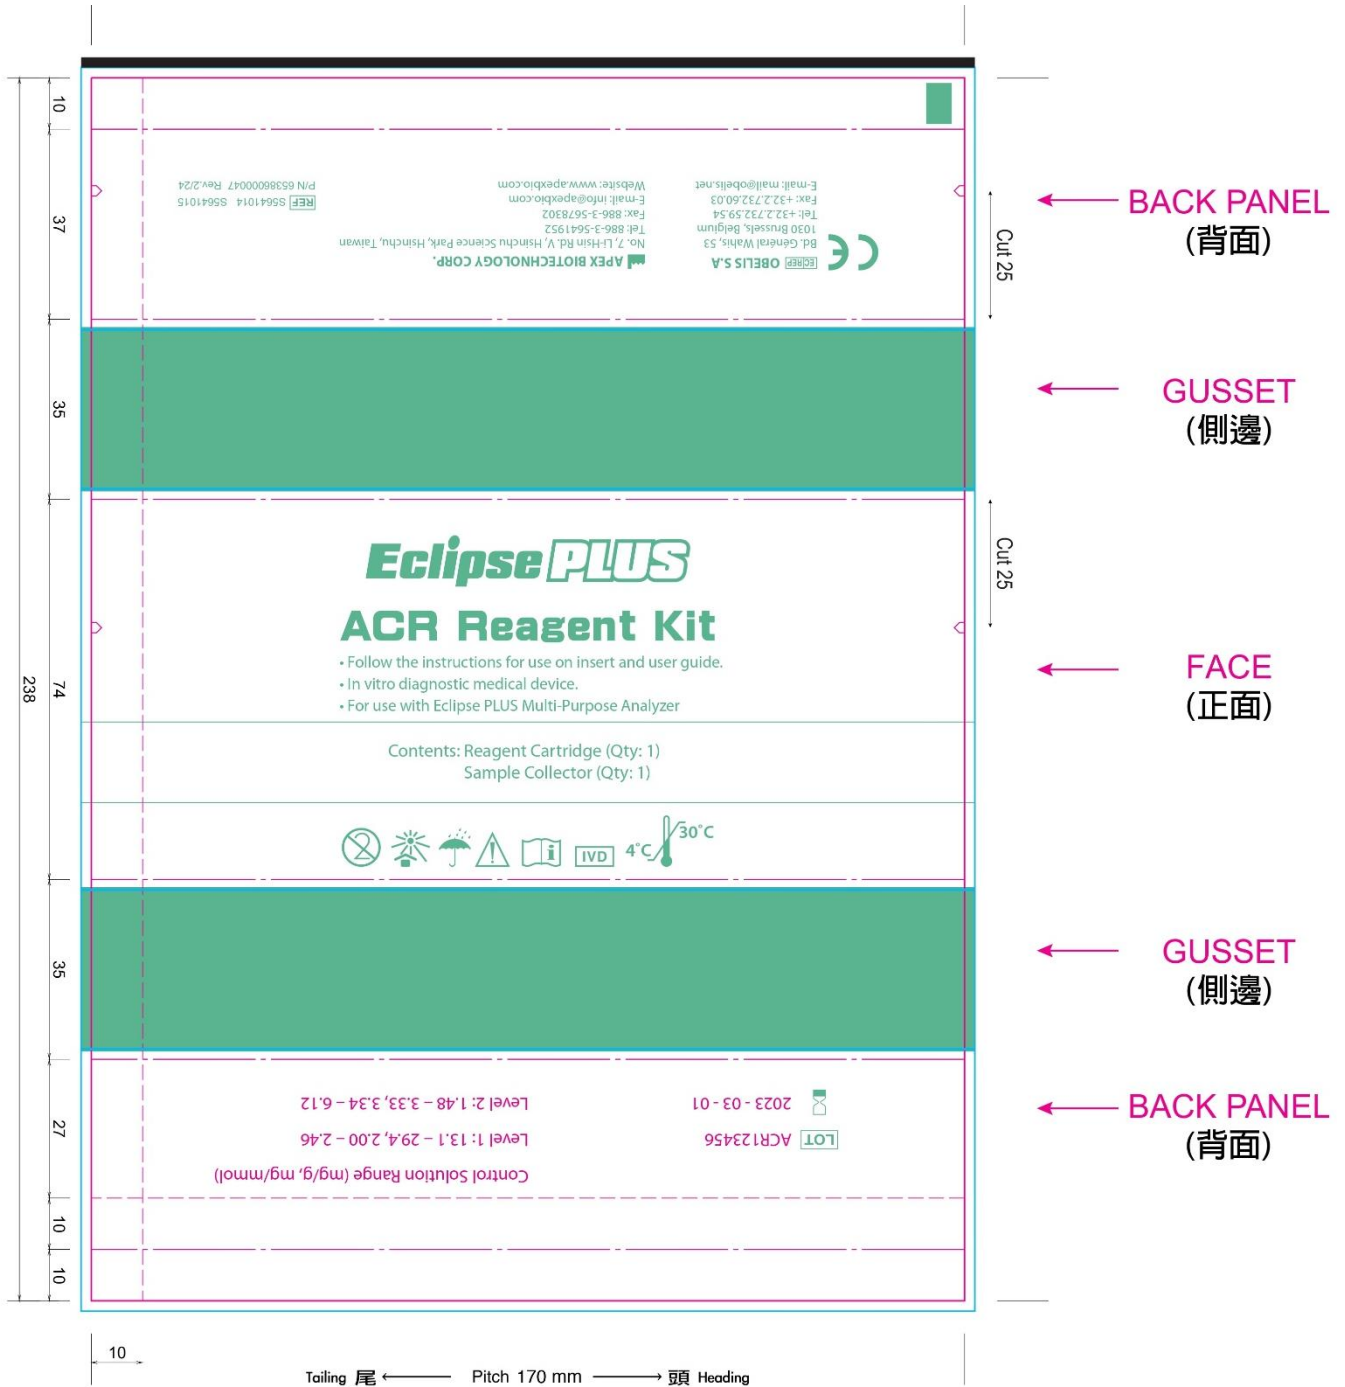 10
37
35
74
238
35
27
10
10
REF S5641014 S5641015
P/N 65386000047 Rev.2/24
APEX BIOTECHNOLOGY CORP.
No. 7, Li-Hsin Rd. V, Hsinchu Science Park, Hsinchu, Taiwan
Tel: 886-3-5641952
Fax: 886-3-5678302
E-mail: info@apexbio.com
Website: www.apexbio.com
CE
EC REP OBELIS S.A
Bd. Général Wahis, 53
1030 Brussels, Belgium
Tel: +32.2.732.59.54
Fax: +32.2.732.60.03
E-mail: mail@obelis.net
Cut 25
BACK PANEL
(背面)
GUSSET
(側邊)
Eclipse PLUS
ACR Reagent Kit
• Follow the instructions for use on insert and user guide.
• In vitro diagnostic medical device.
• For use with Eclipse PLUS Multi-Purpose Analyzer
Contents: Reagent Cartridge (Qty: 1)
Sample Collector (Qty: 1)
2
i
IVD
4°C
30°C
Cut 25
FACE
(正面)
GUSSET
(側邊)
LOT ACR123456
2023 - 03 - 01
Control Solution Range (mg/g, mg/mmol)
Level 1: 13.1 – 29.4, 2.00 – 2.46
Level 2: 1.48 – 3.33, 3.34 – 6.12
BACK PANEL
(背面)
10
Tailing 尾 Pitch 170 mm 頭 Heading